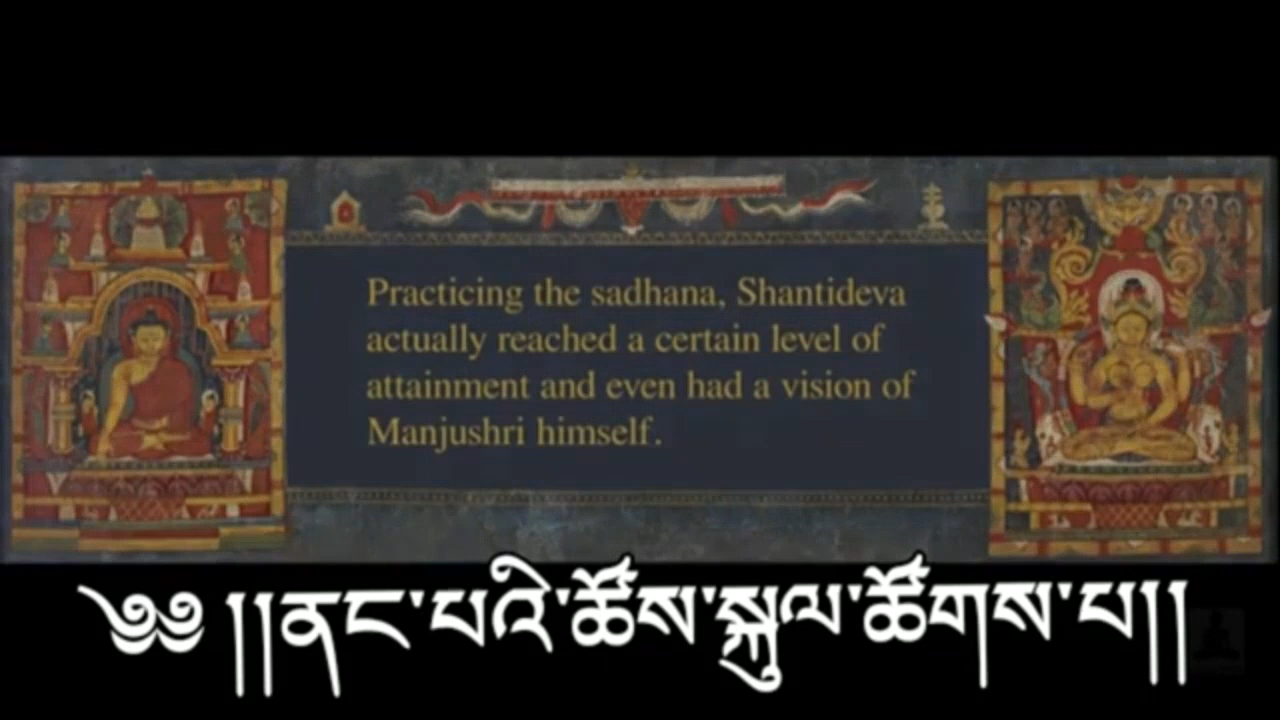 Practicing the sadhana, Shantideva
actually reached a certain level of
attainment and even had a vision of
Manjushri himself.
༄༅ །།ནང་པའི་ཆོས་སྐུལ་ཚོགས་པ།།